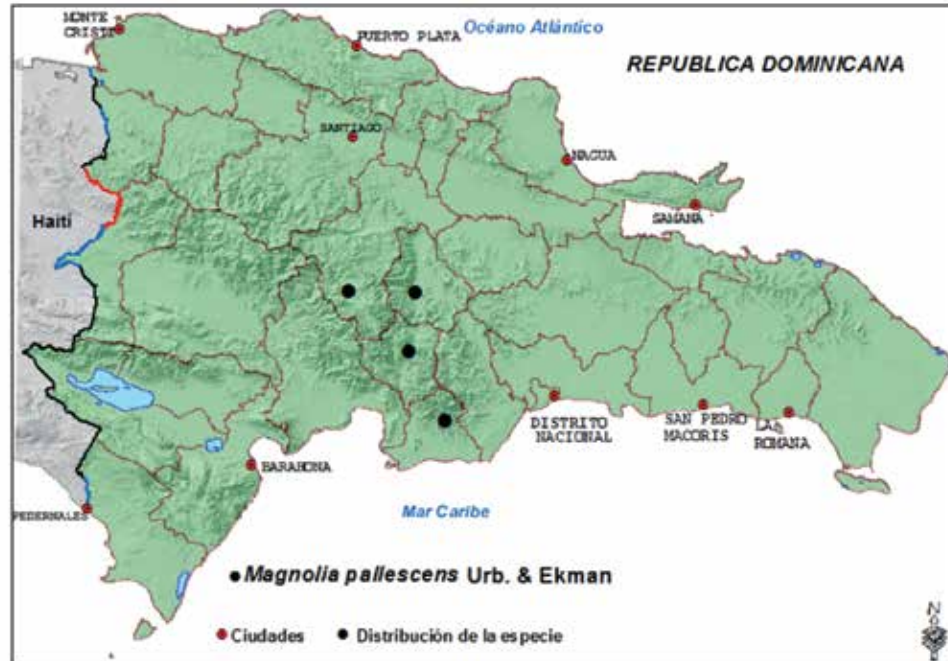 MONTE
CRISTI
PUERTO PLATA
Océano Atlántico
REPUBLICA DOMINICANA
SANTIAGO
NAGUA
SAMANA
Haití
DISTRITO
NACIONAL
SAN PEDRO
MACORIS
LA
ROMANA
BARAHONA
PEDERNALES
Mar Caribe
Magnolia pallescens Urb. & Ekman
Ciudades
Distribución de la especie